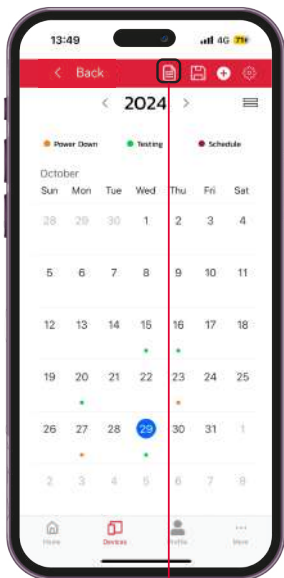 13:49 4G 71
Back
2024
Power Down Testing Schedule
October
Sun Mon Tue Wed Thu Fri Sat
28 29 30 1 2 3 4
5 6 7 8 9 10 11
12 13 14 15 16 17 18
19 20 21 22 23 24 25
26 27 28 29 30 31 1
2 3 4 5 6 7 8
Home Devices Profile More